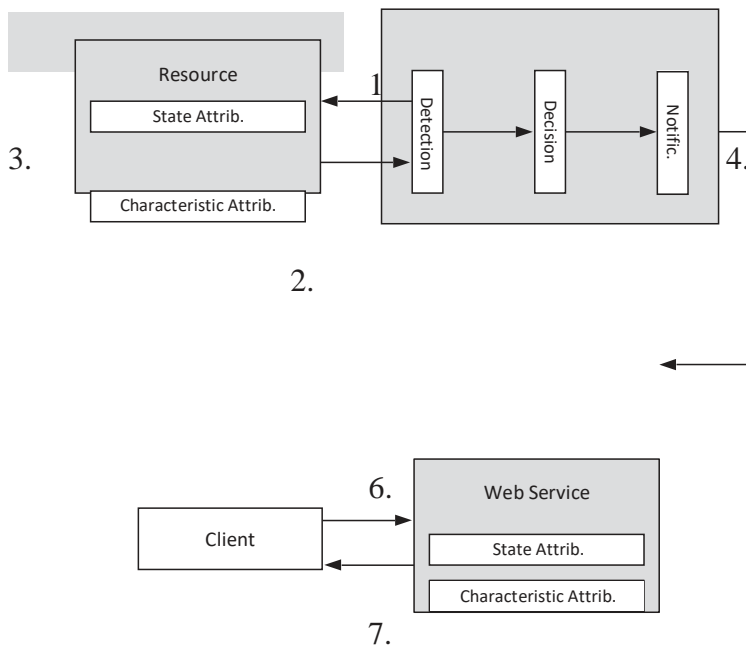 Resource
State Attrib.
Characteristic Attrib.
1
Detection
Decision
Notific.
3.
4.
2.
6.
Web Service
Client
State Attrib.
Characteristic Attrib.
7.